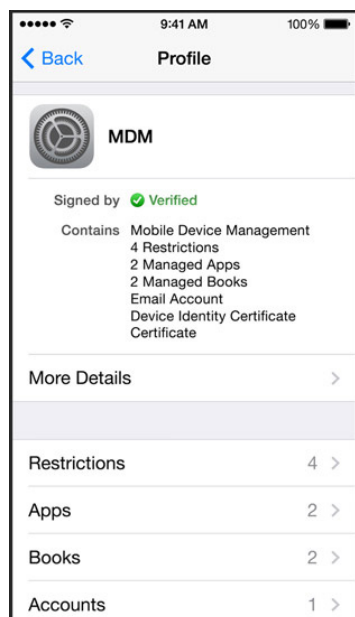 9:41 AM 100%
Back Profile
MDM
Signed by Verified
Contains Mobile Device Management
4 Restrictions
2 Managed Apps
2 Managed Books
Email Account
Device Identity Certificate
Certificate
More Details
Restrictions 4
Apps 2
Books 2
Accounts 1